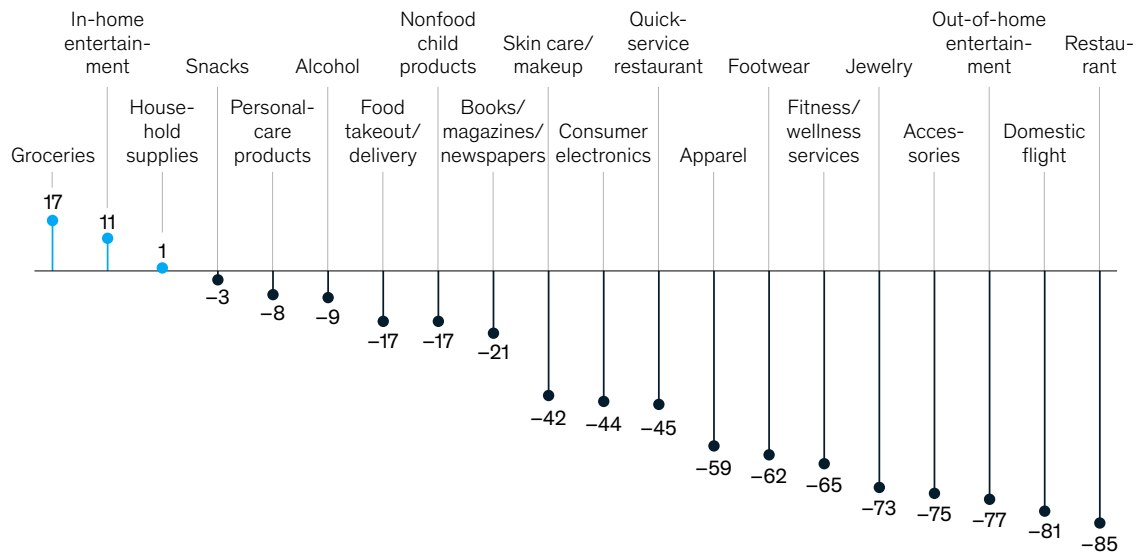 In-home
entertain-
ment
Snacks
Alcohol
Nonfood
child
products
Skin care/
makeup
Quick-
service
restaurant
Footwear
Jewelry
Out-of-home
entertain-
ment
Restau-
rant
Groceries
House-
hold
supplies
Personal-
care
products
Food
takeout/
delivery
Books/
magazines/
newspapers
Consumer
electronics
Apparel
Fitness/
wellness
services
Acces-
sories
Domestic
flight
17
11
1
–3
–8
–9
–17
–17
–21
–42
–44
–45
–59
–62
–65
–73
–75
–77
–81
–85